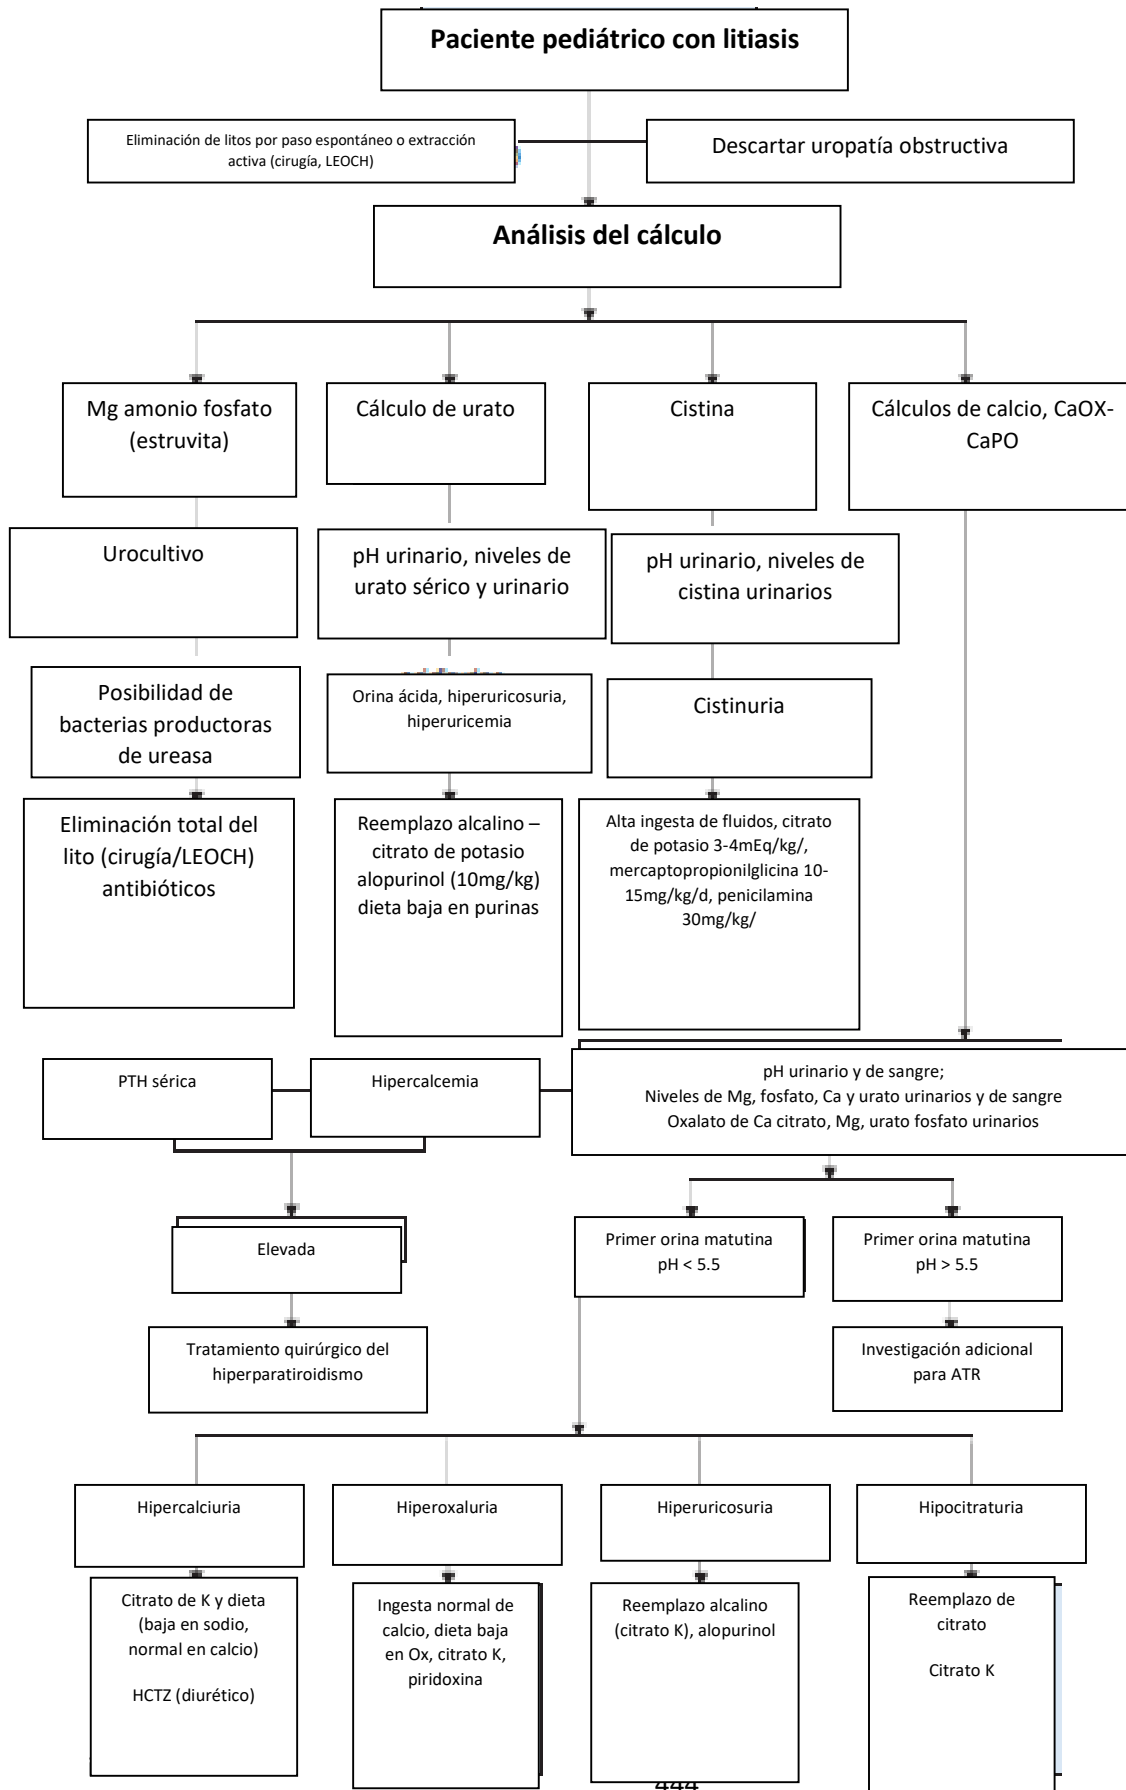 Paciente pediátrico con litiasis
Eliminación de litos por paso espontáneo o extracción
activa (cirugía, LEOCH)
Descartar uropatía obstructiva
Análisis del cálculo
Mg amonio fosfato
(estruvita)
Cálculo de urato
Cistina
Cálculos de calcio, CaOX-
CaPO
Urocultivo
pH urinario, niveles de
urato sérico y urinario
pH urinario, niveles de
cistina urinarios
Posibilidad de
bacterias productoras
de ureasa
Orina ácida, hiperuricosuria,
hiperuricemia
Cistinuria
Eliminación total del
lito (cirugía/LEOCH)
antibióticos
Reemplazo alcalino –
citrato de potasio
alopurinol (10mg/kg)
dieta baja en purinas
Alta ingesta de fluidos, citrato
de potasio 3-4mEq/kg/,
mercaptopropionilglicina 10-
15mg/kg/d, penicilamina
30mg/kg/
PTH sérica
Hipercalcemia
pH urinario y de sangre;
Niveles de Mg, fosfato, Ca y urato urinarios y de sangre
Oxalato de Ca citrato, Mg, urato fosfato urinarios
Elevada
Primer orina matutina
pH < 5.5
Primer orina matutina
pH > 5.5
Tratamiento quirúrgico del
hiperparatiroidismo
Investigación adicional
para ATR
Hipercalciuria
Hiperoxaluria
Hiperuricosuria
Hipocitraturia
Citrato de K y dieta
(baja en sodio,
normal en calcio)
HCTZ (diurético)
Ingesta normal de
calcio, dieta baja
en Ox, citrato K,
piridoxina
Reemplazo alcalino
(citrato K), alopurinol
Reemplazo de
citrato
Citrato K
444